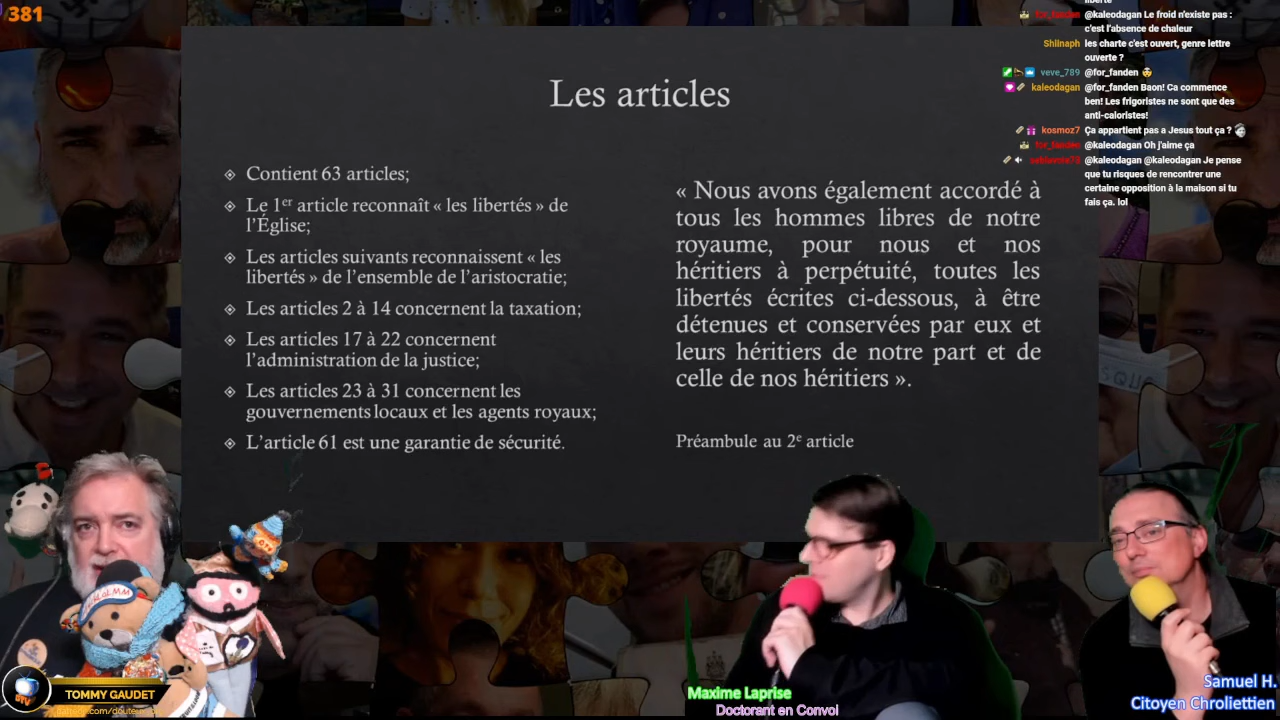 381
Les articles
Contient 63 articles;
Le 1er article reconnaît « les libertés » de
l'Église;
Les articles suivants reconnaissent « les
libertés » de l'ensemble de l'aristocratie;
Les articles 2 à 14 concernent la taxation;
Les articles 17 à 22 concernent
l'administration de la justice;
Les articles 23 à 31 concernent les
gouvernements locaux et les agents royaux;
L'article 61 est une garantie de sécurité.
« Nous avons également accordé à
tous les hommes libres de notre
royaume, pour nous et nos
héritiers à perpétuité, toutes les
libertés écrites ci-dessous, à être
détenues et conservées par eux et
leurs héritiers de notre part et de
celle de nos héritiers ».
Préambule au 2e article
liberté
for_fanden @kaleodagan Le froid n'existe pas :
c'est l'absence de chaleur
Shlinaph les charte c'est ouvert, genre lettre
ouverte ?
veve_789 @for_fanden
kaleodagan @for_fanden Baon! Ca commence
ben! Les frigoristes ne sont que des
anti-caloristes!
kosmoz7 Ça appartient pas a Jesus tout ça ?
for_fanden @kaleodagan Oh j'aime ça
@kaleodagan @kaleodagan Je pense
que tu risques de rencontrer une
certaine opposition à la maison si tu
fais ça. lol
TOMMY GAUDET
Maxime Laprise
Doctorant en Convoi
Samuel H.
Citoyen Chroliettien